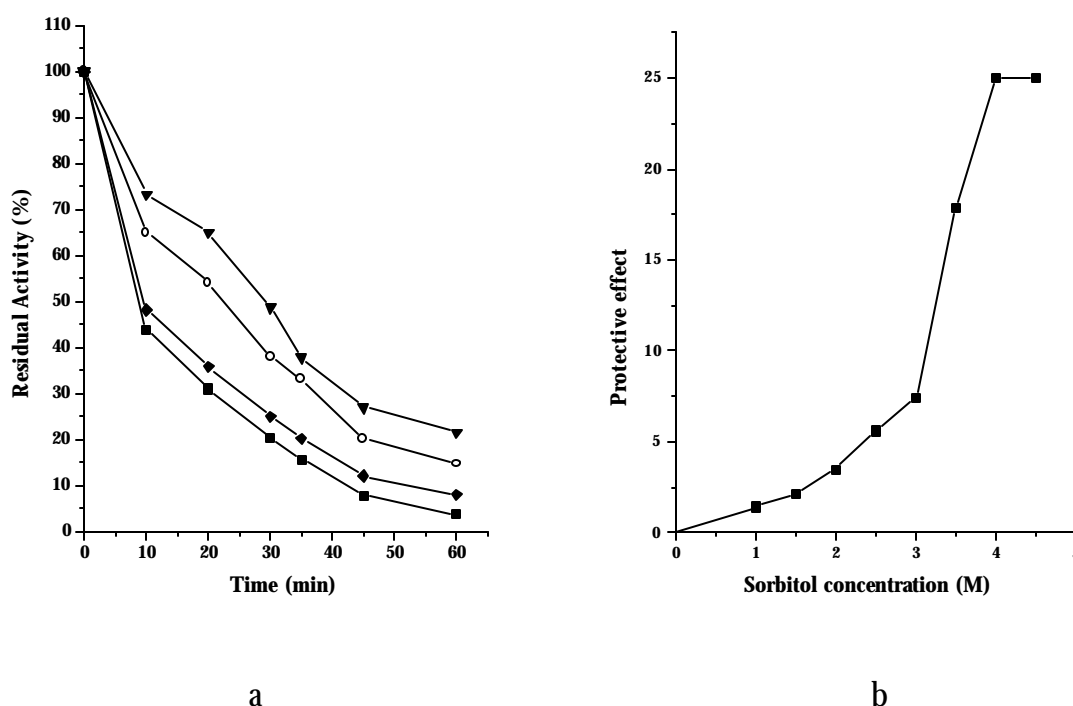 110
100
90
80
70
60
50
40
30
20
10
0
Residual Activity (%)
0 10 20 30 40 50 60
Time (min)
a
25
20
15
10
5
0
Protective effect
0 1 2 3 4
Sorbitol concentration (M)
b